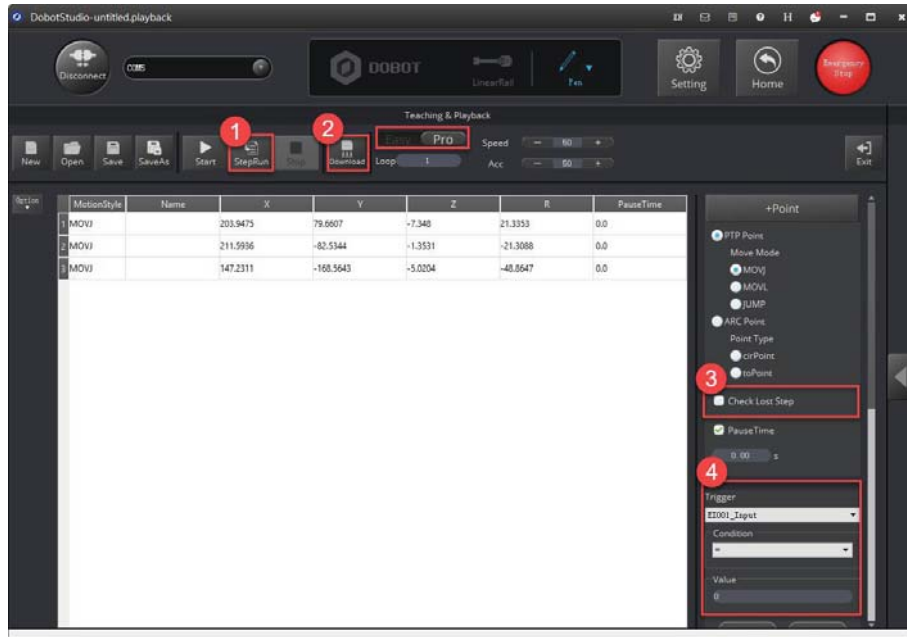 DobotStudio-untitled.playback
H
Disconnect
COM5
DOBOT
LinearRail
Pen
Setting
Home
Emergency
Stop
Teaching & Playback
1
2
New
Open
Save
SaveAs
Start
StepRun
Stop
Download
Easy
Pro
Loop
1
Speed
- 50 +
Acc
- 50 +
Exit
Option
MotionStyle Name X Y Z R PauseTime
1 MOVJ 203.9475 79.6607 -7.348 21.3353 0.0
2 MOVJ 211.5936 -82.5344 -1.3531 -21.3088 0.0
3 MOVJ 147.2311 -168.5643 -5.0204 -48.8647 0.0
+Point
PTP Point
Move Mode
MOVJ
MOVL
JUMP
ARC Point
Point Type
cirPoint
toPoint
3
Check Lost Step
PauseTime
0.00 s
4
Trigger
EIO01_Input
Condition
=
Value
0